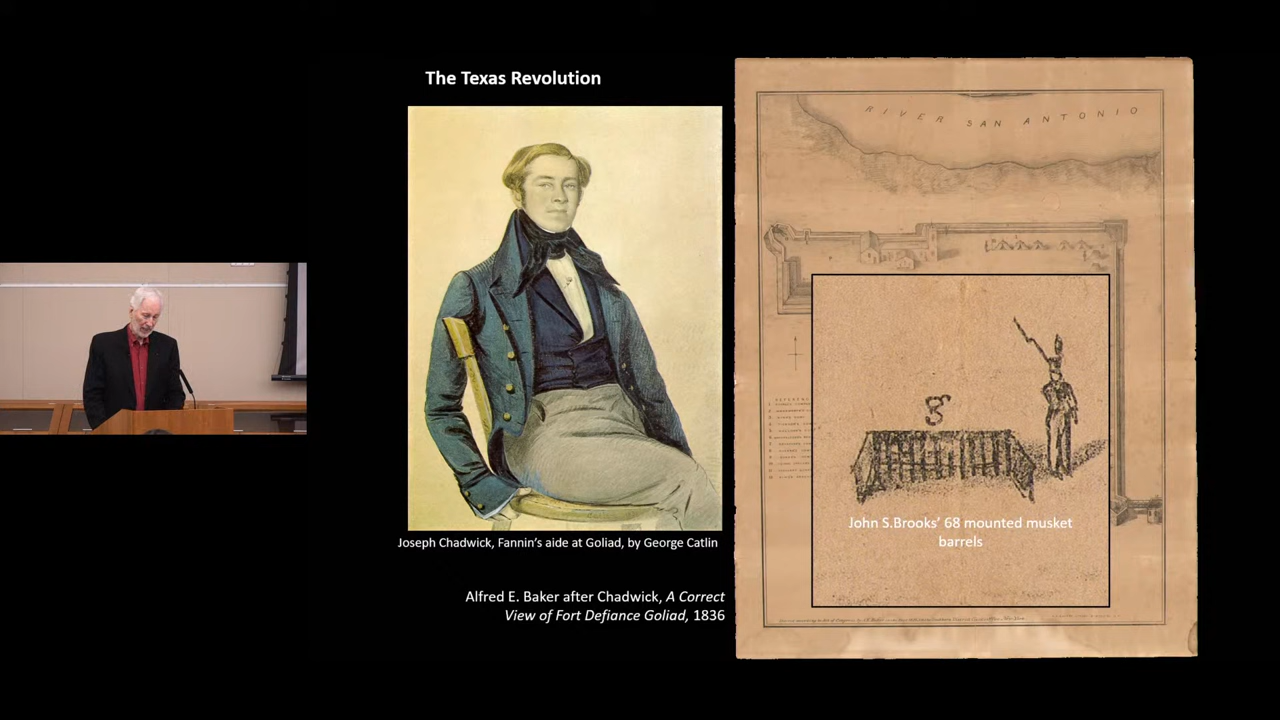 The Texas Revolution
Joseph Chadwick, Fannin's aide at Goliad, by George Catlin
Alfred E. Baker after Chadwick, A Correct
View of Fort Defiance Goliad, 1836
RIVER SAN ANTONIO
8
John S.Brooks' 68 mounted musket
barrels